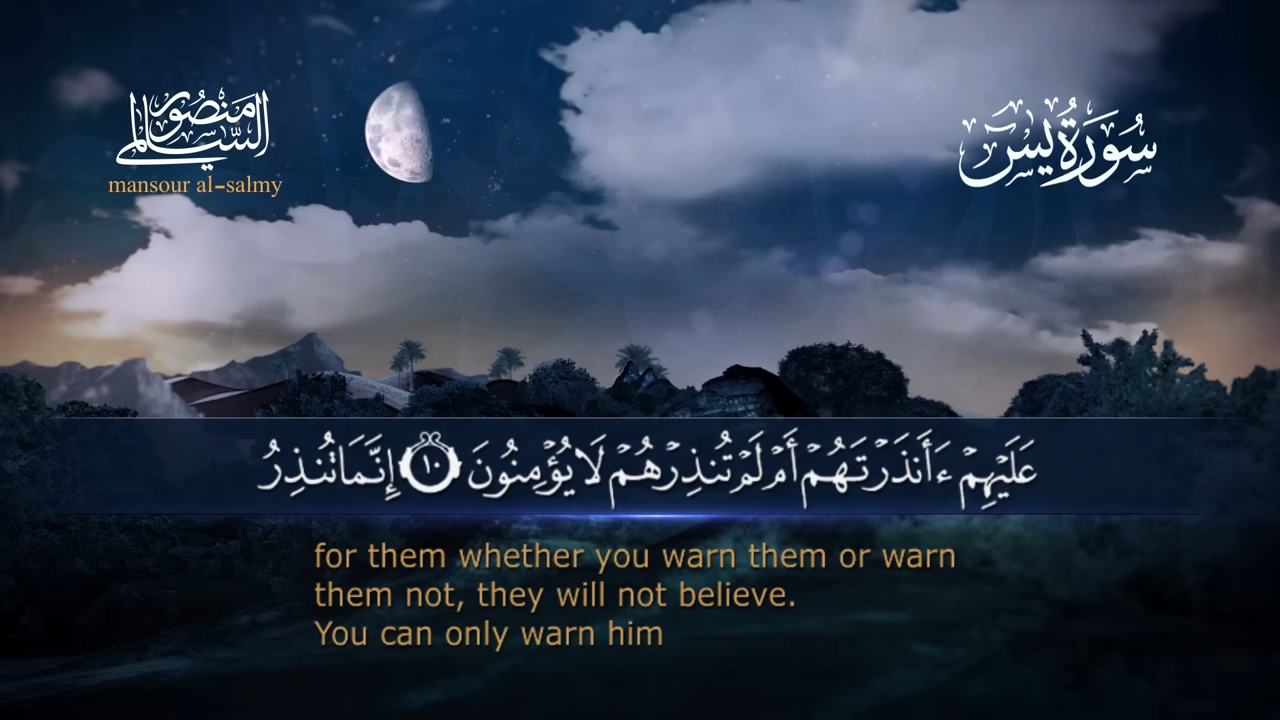 منصور السالمي
mansour al-salmy
سُورَةُ يسٓ
عَلَيْهِمْ ءَأَنذَرْتَهُمْ أَمْ لَمْ تُنذِرْهُمْ لَا يُؤْمِنُونَ ١٠ إِنَّمَا تُنذِرُ
for them whether you warn them or warn
them not, they will not believe.
You can only warn him